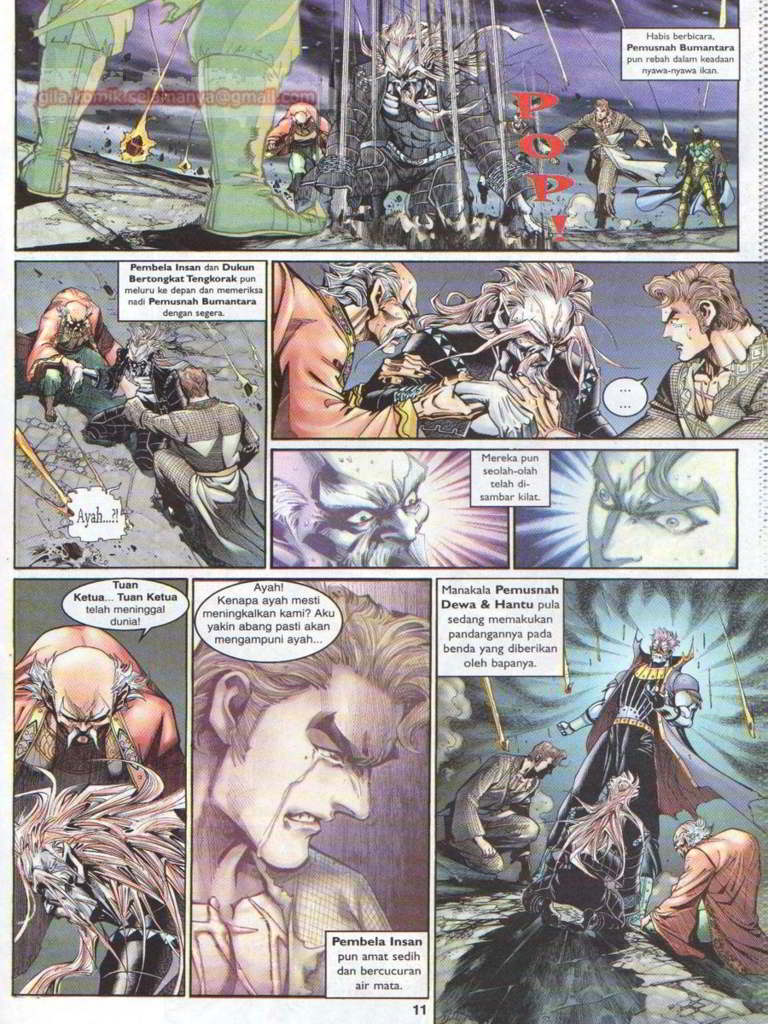 Habis berbicara,
Pemusnah Bumantara
pun rebah dalam keadaan
nyawa-nyawa ikan.
gila.komik.selamanya@gmail.com
POP!
Pembela Insan dan Dukun
Bertongkat Tengkorak pun
meluru ke depan dan memeriksa
nadi Pemusnah Bumantara
dengan segera.
Ayah...?!
...
...
Mereka pun
seolah-olah
telah di-
sambar kilat.
Tuan
Ketua... Tuan Ketua
telah meninggal
dunia!
Ayah!
Kenapa ayah mesti
meningkalkan kami? Aku
yakin abang pasti akan
mengampuni ayah...
Pembela Insan
pun amat sedih
dan bercucuran
air mata.
Manakala Pemusnah
Dewa & Hantu pula
sedang memakukan
pandangannya pada
benda yang diberikan
oleh bapanya.
11